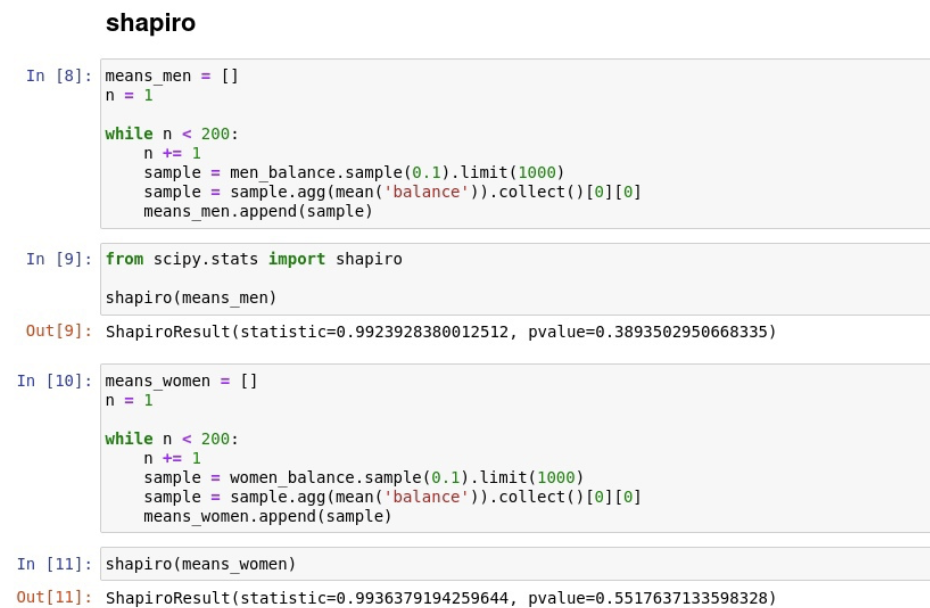 shapiro
In [8]: means_men = []
n = 1
while n < 200:
    n += 1
    sample = men_balance.sample(0.1).limit(1000)
    sample = sample.agg(mean('balance')).collect()[0][0]
    means_men.append(sample)
In [9]: from scipy.stats import shapiro
shapiro(means_men)
Out[9]: ShapiroResult(statistic=0.9923928380012512, pvalue=0.3893502950668335)
In [10]: means_women = []
n = 1
while n < 200:
    n += 1
    sample = women_balance.sample(0.1).limit(1000)
    sample = sample.agg(mean('balance')).collect()[0][0]
    means_women.append(sample)
In [11]: shapiro(means_women)
Out[11]: ShapiroResult(statistic=0.9936379194259644, pvalue=0.5517637133598328)